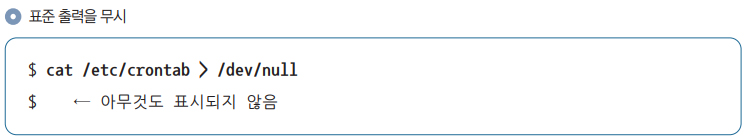 표준 출력을 무시
$ cat /etc/crontab > /dev/null
$ ← 아무것도 표시되지 않음